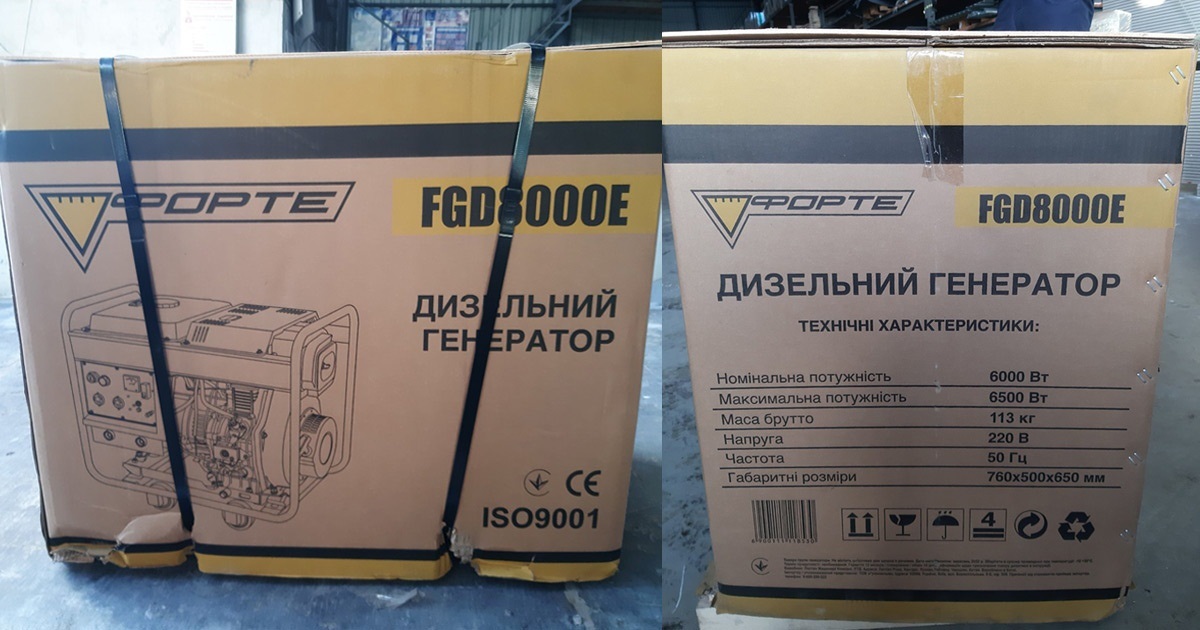 ФОРТЕ
FGD8000E
ДИЗЕЛЬНИЙ
ГЕНЕРАТОР
CE
ISO9001
ФОРТЕ
FGD8000E
ДИЗЕЛЬНИЙ ГЕНЕРАТОР
ТЕХНІЧНІ ХАРАКТЕРИСТИКИ:
Номінальна потужність 6000 Вт
Максимальна потужність 6500 Вт
Маса брутто 113 кг
Напруга 220 В
Частота 50 Гц
Габаритні розміри 760x500x650 мм
4